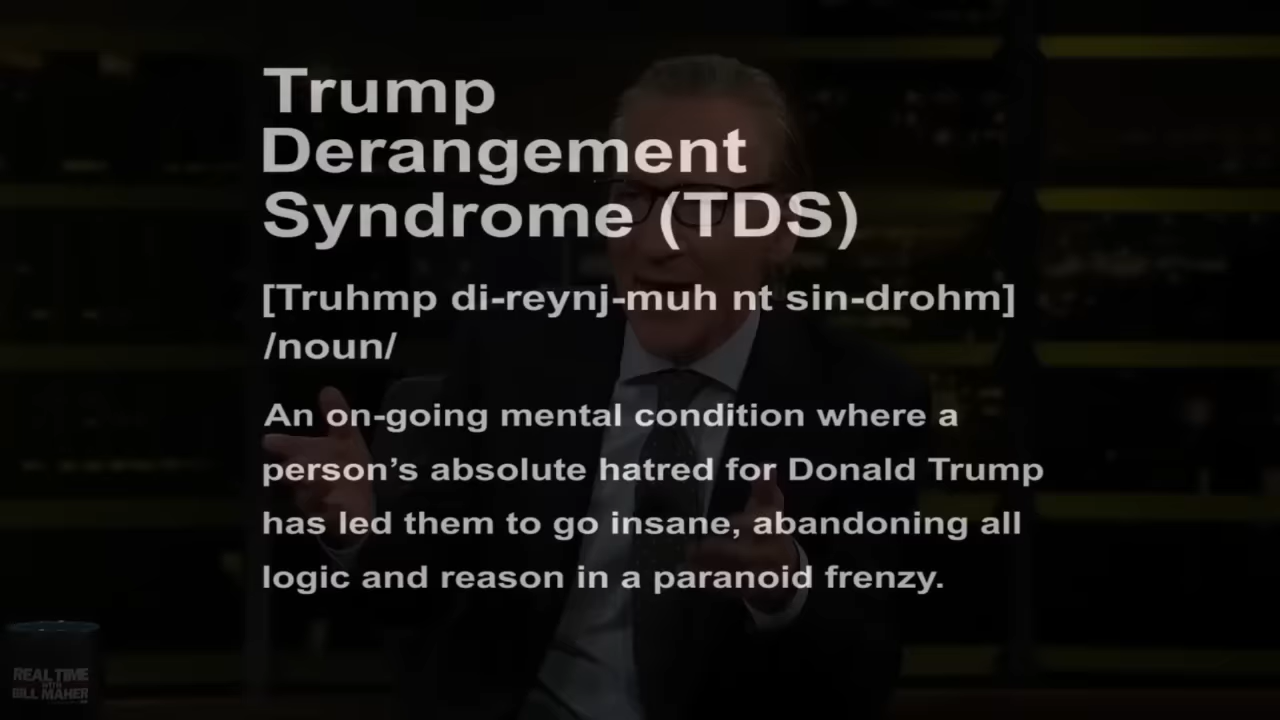 Trump
Derangement
Syndrome (TDS)
[Truhmp di-reynj-muh nt sin-drohm]
/noun/
An on-going mental condition where a
person’s absolute hatred for Donald Trump
has led them to go insane, abandoning all
logic and reason in a paranoid frenzy.
REAL TIME
WITH
BILL MAHER